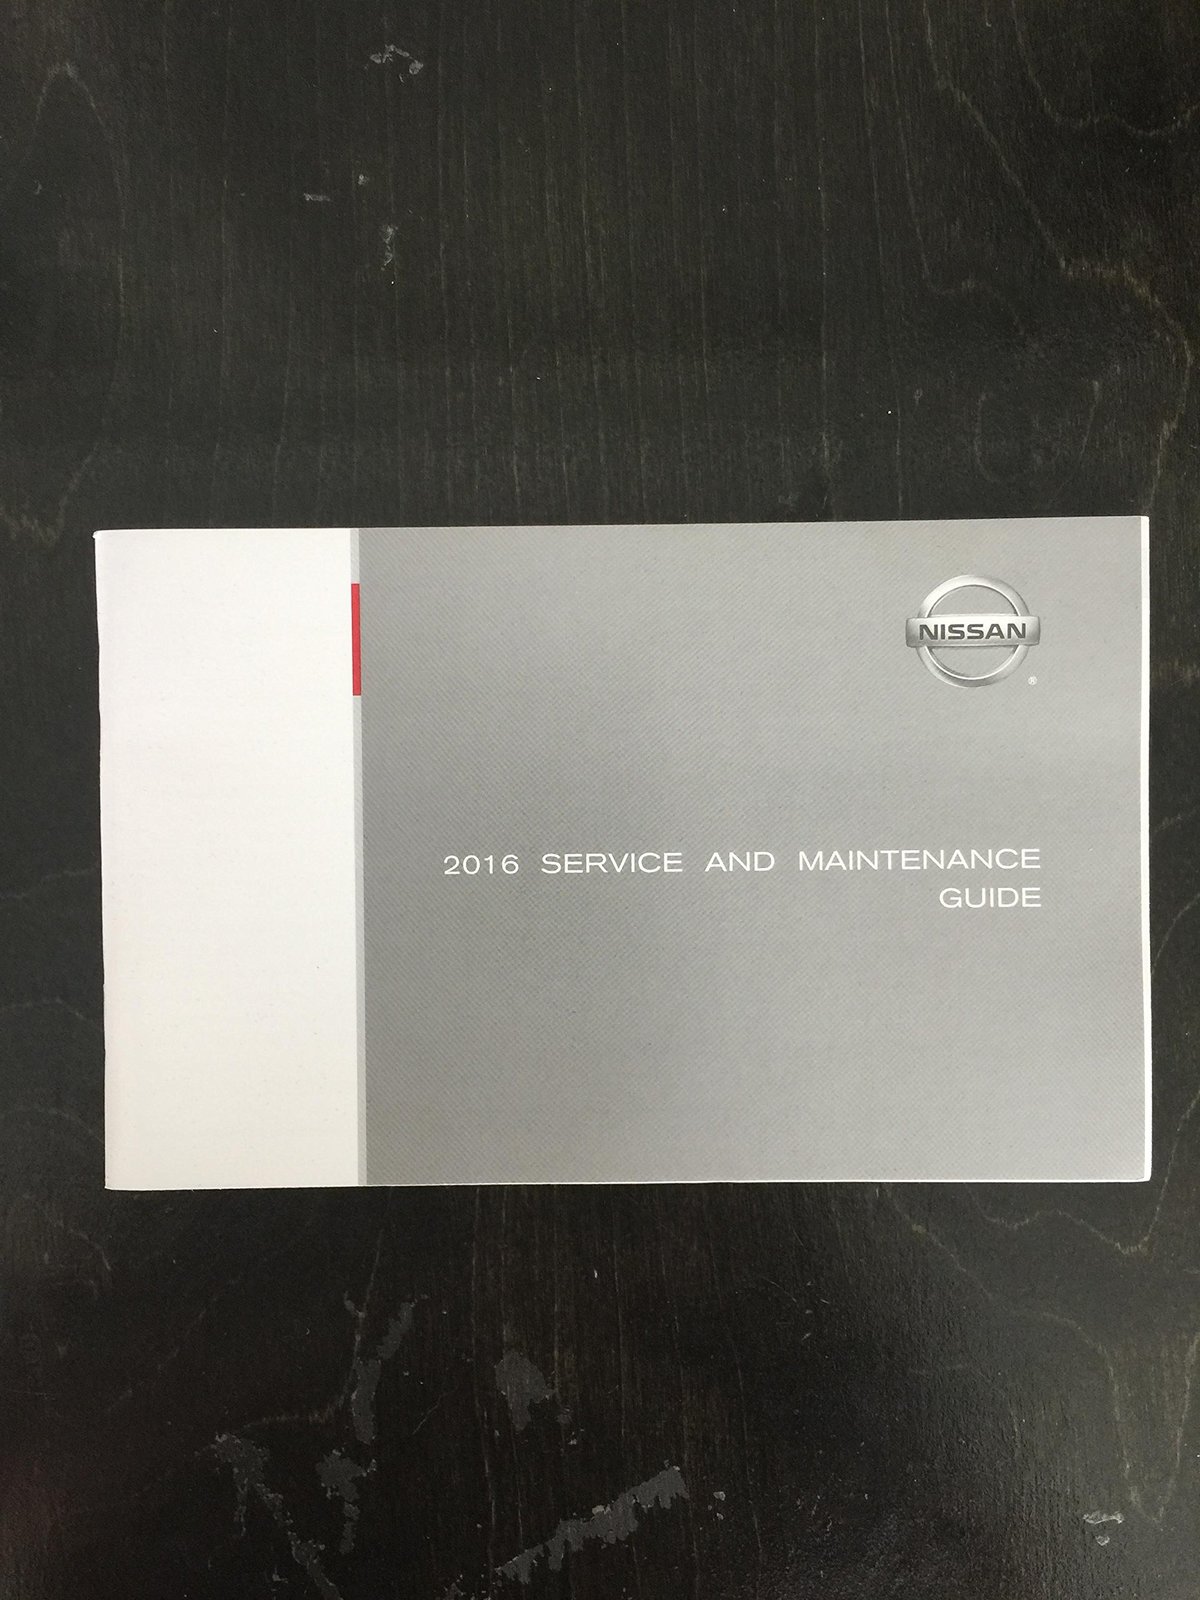 NISSAN
®
2016 SERVICE AND MAINTENANCE
GUIDE